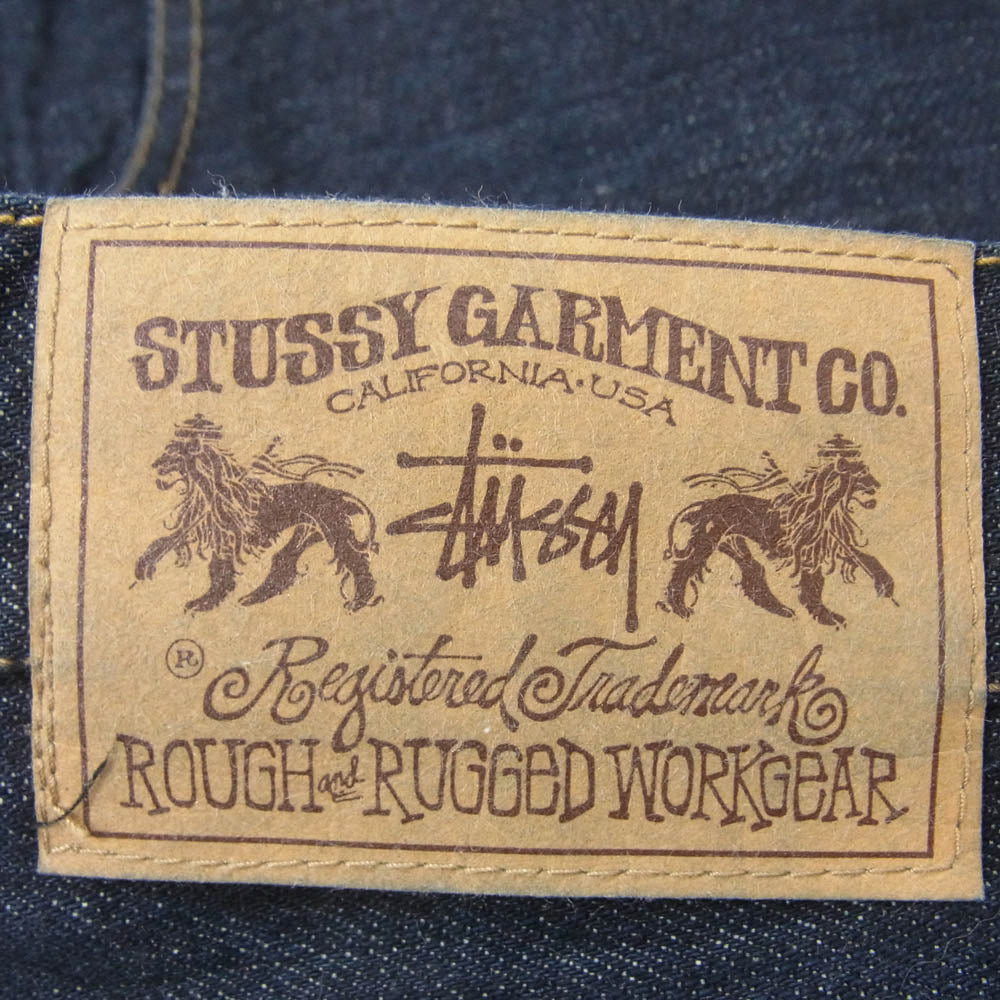 STUSSY GARMENT CO.
CALIFORNIA · USA
Stüssy
® Registered Trademark
ROUGH and RUGGED WORKGEAR